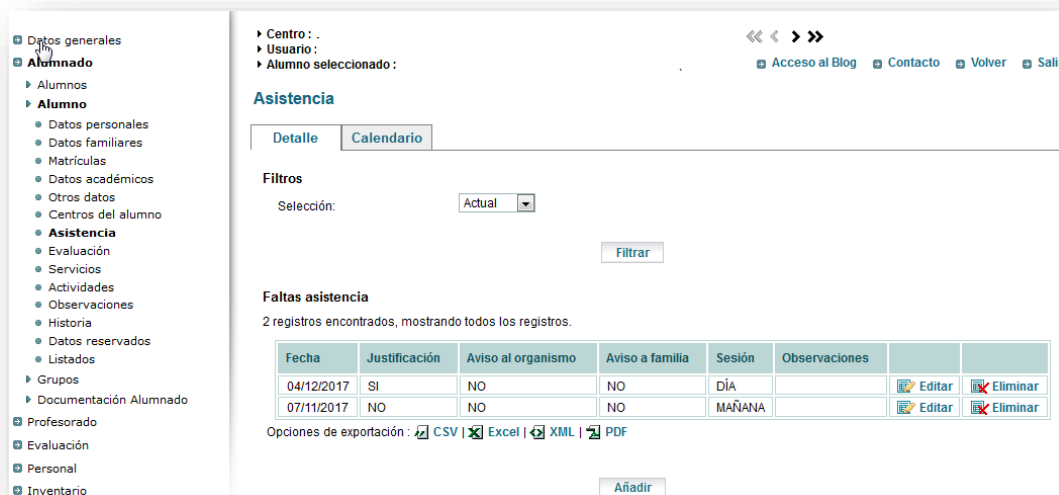 Datos generales
Alumnado
Alumnos
Alumno
Datos personales
Datos familiares
Matrículas
Datos académicos
Otros datos
Centros del alumno
Asistencia
Evaluación
Servicios
Actividades
Observaciones
Historia
Datos reservados
Listados
Grupos
Documentación Alumnado
Profesorado
Evaluación
Personal
Inventario
Centro : .
Usuario :
Alumno seleccionado :
Acceso al Blog Contacto Volver Sali
Asistencia
Detalle Calendario
Filtros
Selección: Actual
Filtrar
Faltas asistencia
2 registros encontrados, mostrando todos los registros.
Fecha Justificación Aviso al organismo Aviso a familia Sesión Observaciones
04/12/2017 SI NO NO DÍA Editar Eliminar
07/11/2017 NO NO NO MAÑANA Editar Eliminar
Opciones de exportación : CSV | Excel | XML | PDF
Añadir